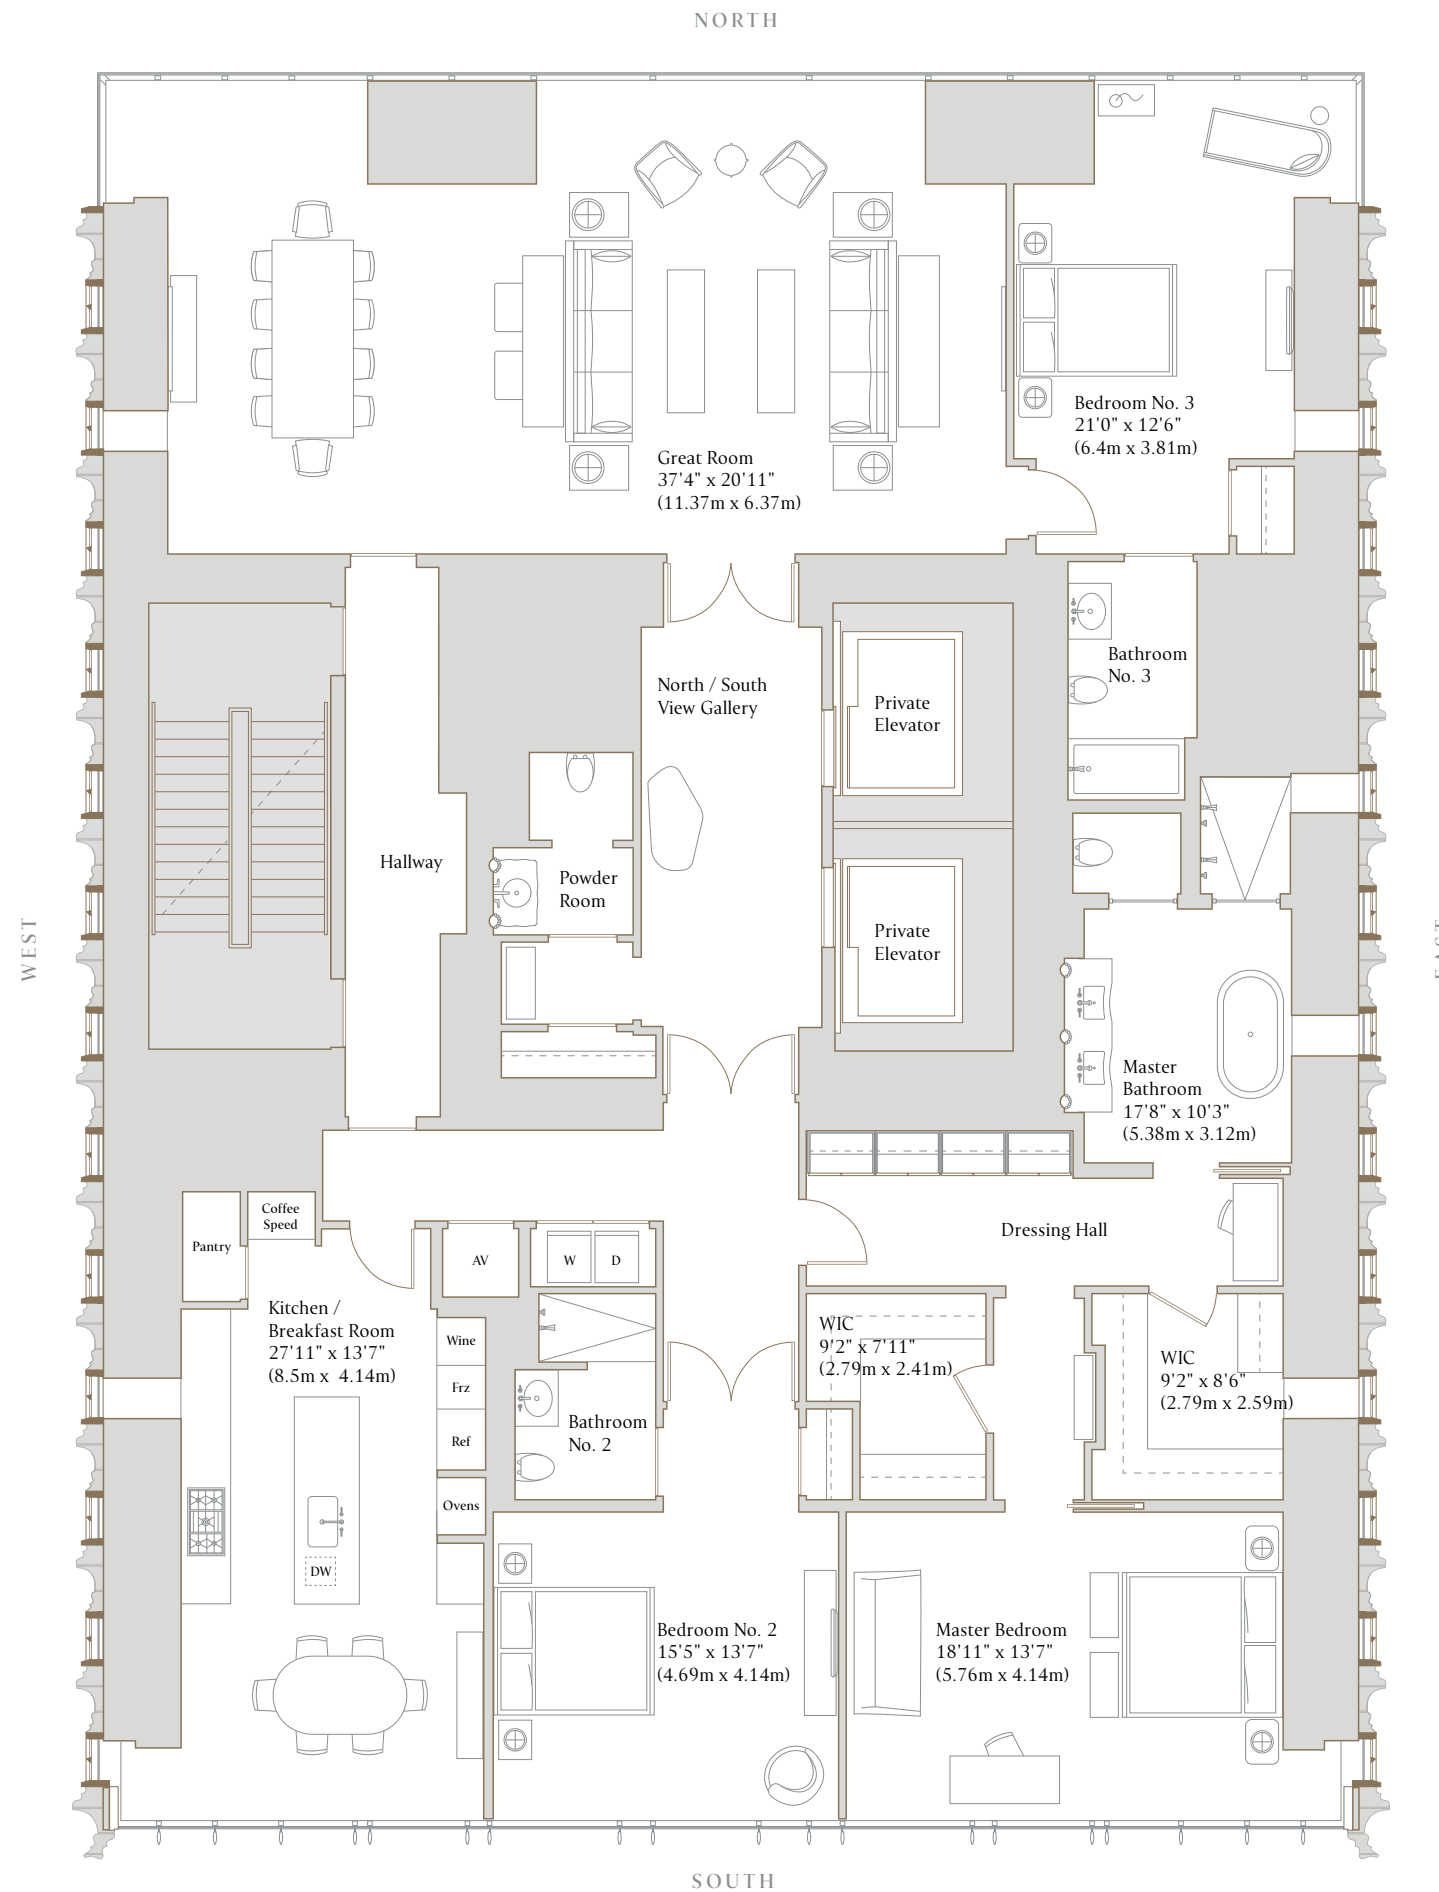 NORTH
Bedroom No. 3
21'0" x 12'6"
(6.4m x 3.81m)
Great Room
37'4" x 20'11"
(11.37m x 6.37m)
Bathroom
No. 3
North / South
View Gallery
Private
Elevator
Hallway
Powder
Room
WEST
Private
Elevator
Master
Bathroom
17'8" x 10'3"
(5.38m x 3.12m)
Coffee
Speed
Pantry
AV
W
D
Dressing Hall
Kitchen /
Breakfast Room
27'11" x 13'7"
(8.5m x 4.14m)
Wine
Frz
Ref
Ovens
DW
WIC
9'2" x 7'11"
(2.79m x 2.41m)
WIC
9'2" x 8'6"
(2.79m x 2.59m)
Bathroom
No. 2
Bedroom No. 2
15'5" x 13'7"
(4.69m x 4.14m)
Master Bedroom
18'11" x 13'7"
(5.76m x 4.14m)
SOUTH